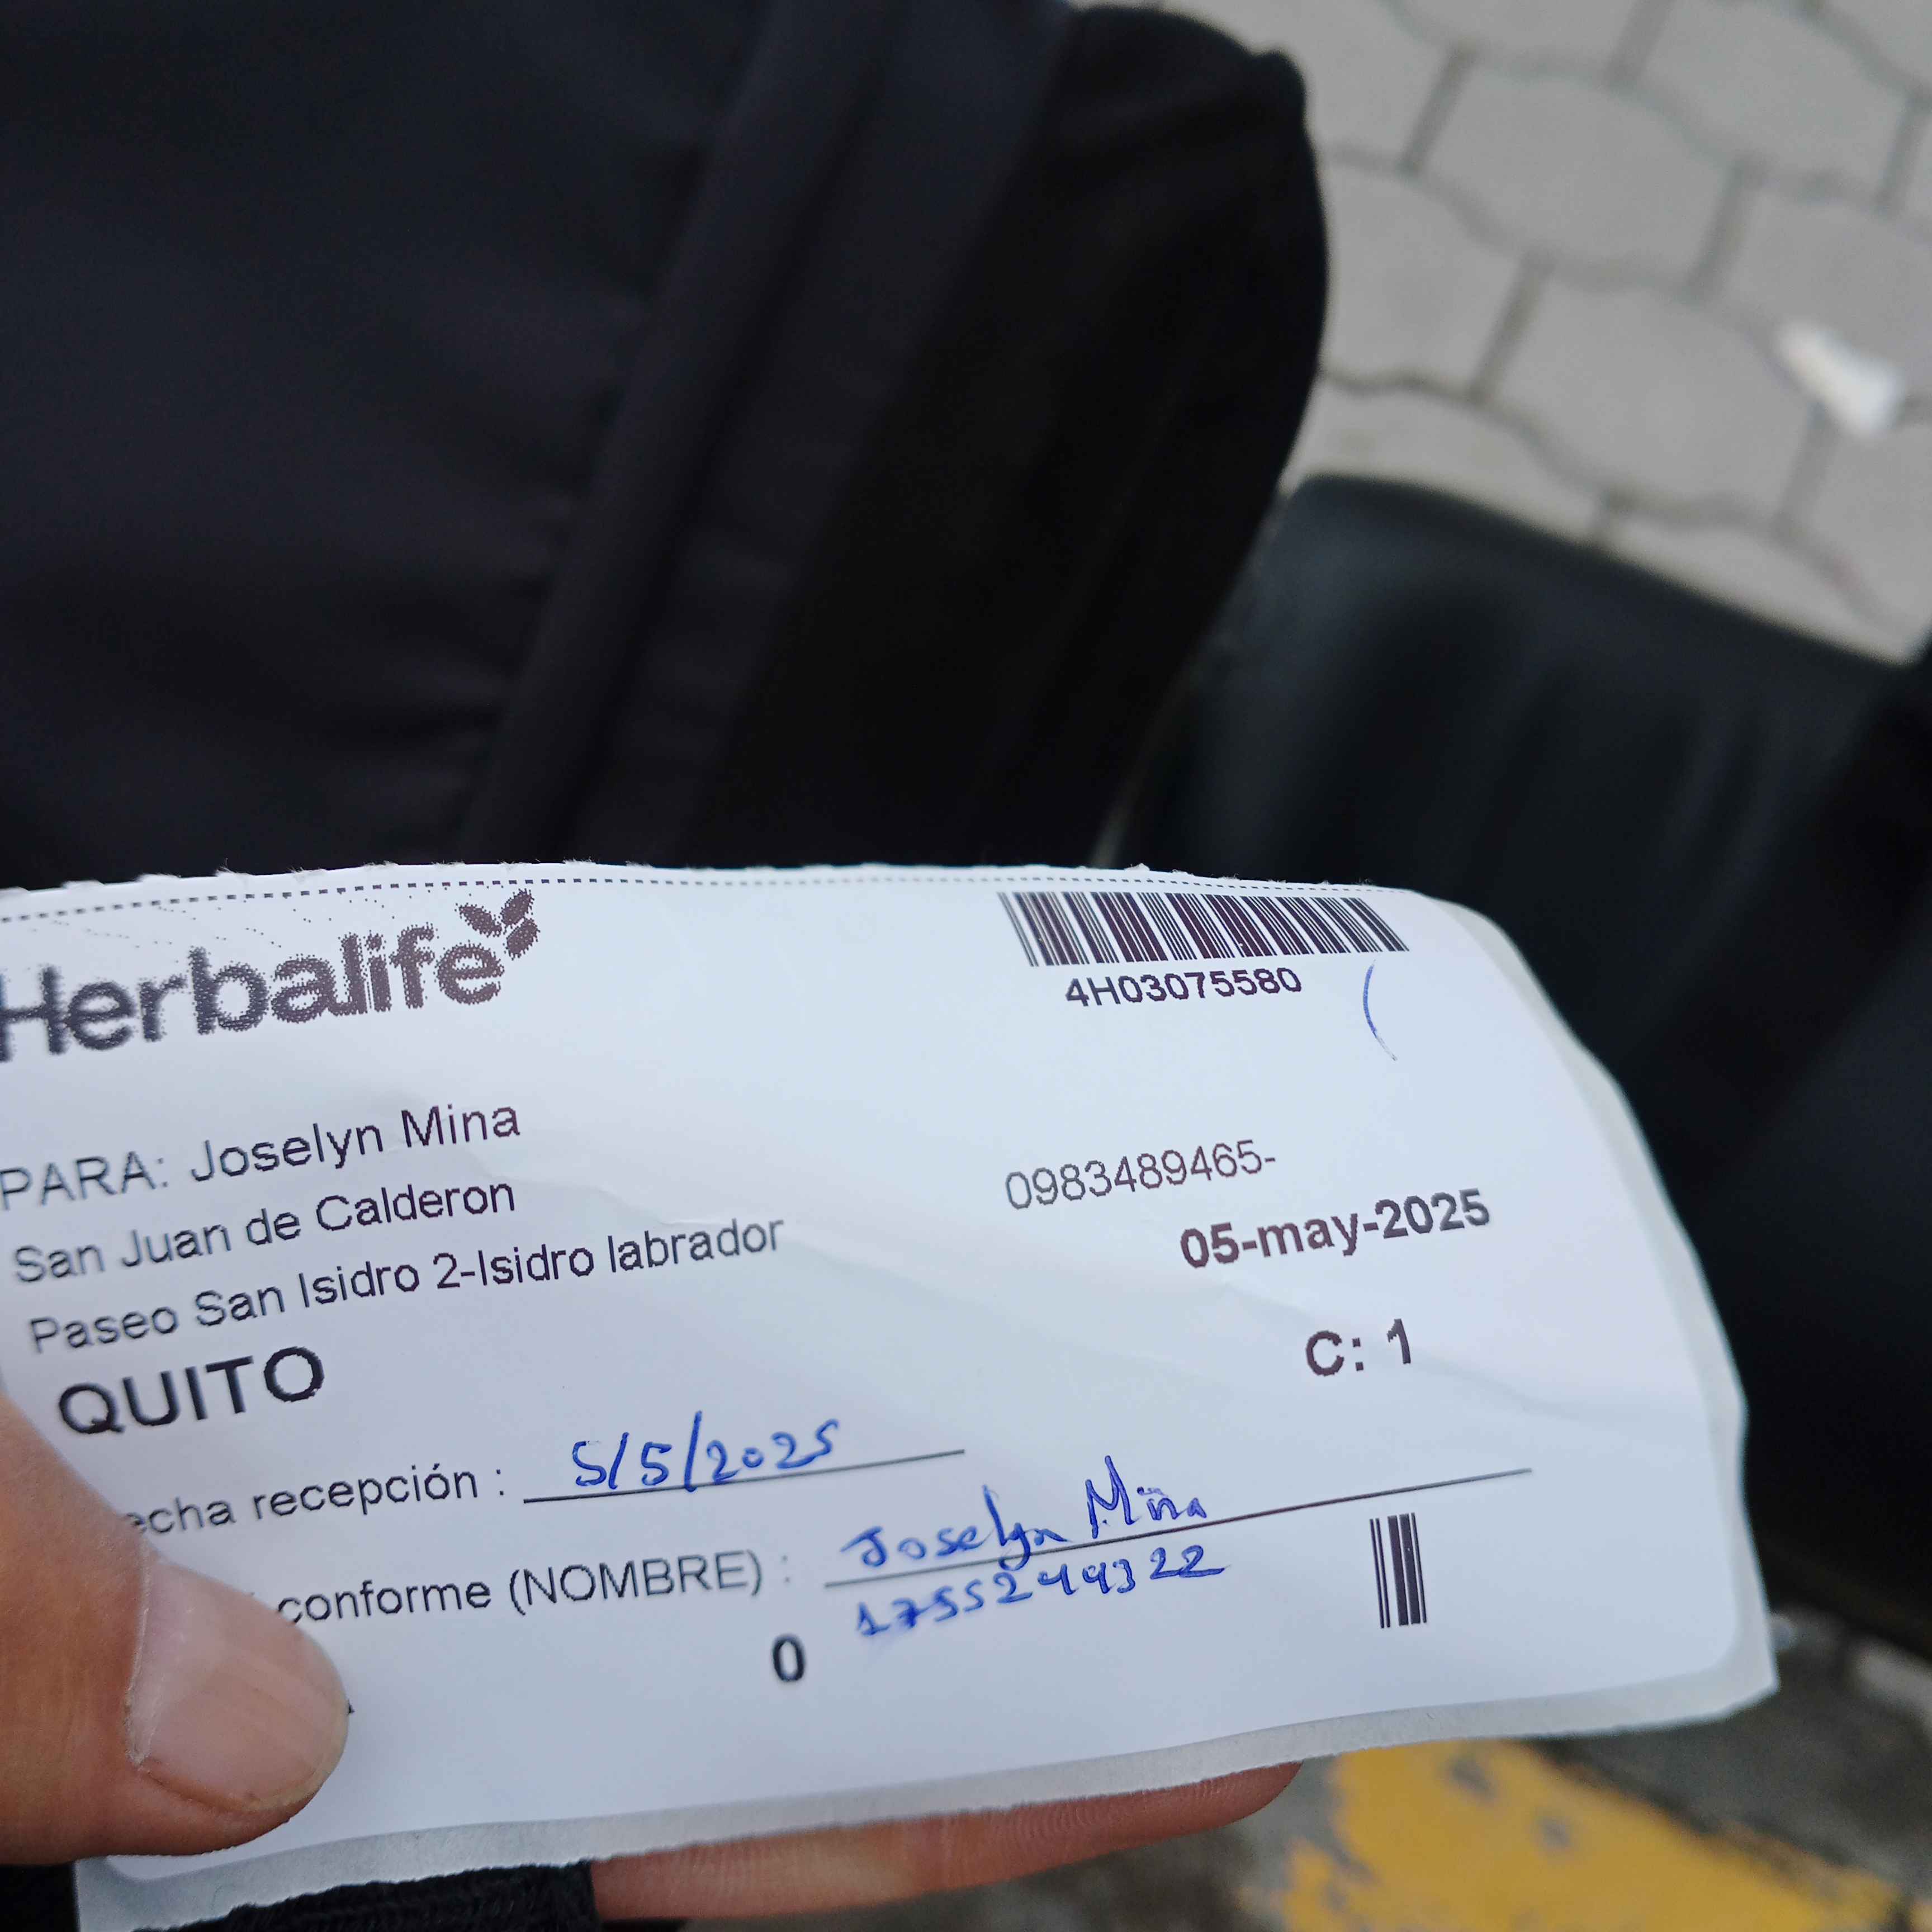 Herbalife
4H03075580
PARA: Joselyn Mina
0983489465-
San Juan de Calderon
05-may-2025
Paseo San Isidro 2-Isidro labrador
QUITO
C: 1
echa recepción : 5/5/2025
conforme (NOMBRE) : Joselyn Mina
1755244322
0